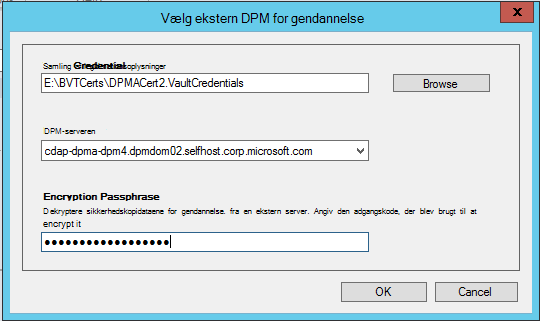 Vælg ekstern DPM for gendannelse
x
Samling Credential oplysninger
E:\BVTCerts\DPMACert2.VaultCredentials
Browse
DPM-serveren
cdap-dpma-dpm4.dpmdom02.selfhost.corp.microsoft.com
Encryption Passphrase
Dekryptere sikkerhedskopidataene for gendannelse. fra en ekstern server. Angiv den adgangskode, der blev brugt til at
encrypt it
●●●●●●●●●●●●●●●●●●
OK
Cancel